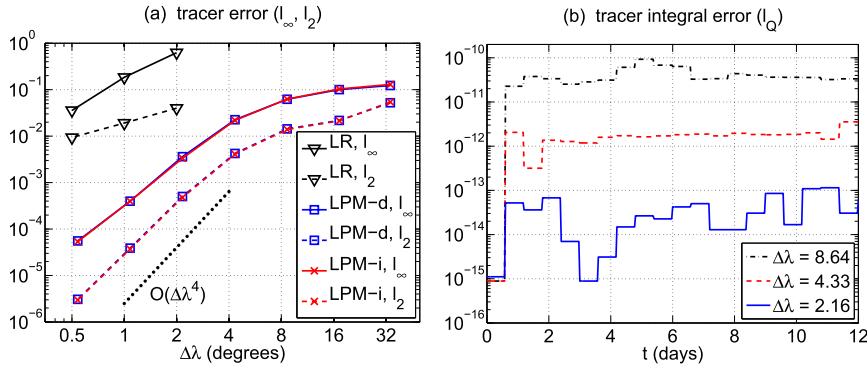 (a) tracer error (l∞, l2)
10^0
10^-1
10^-2
10^-3
10^-4
10^-5
10^-6
0.5 1 2 4 8 16 32
Δλ (degrees)
O(Δλ^4)
LR, l∞
LR, l2
LPM-d, l∞
LPM-d, l2
LPM-i, l∞
LPM-i, l2
(b) tracer integral error (lQ)
10^-10
10^-11
10^-12
10^-13
10^-14
10^-15
10^-16
0 2 4 6 8 10 12
t (days)
Δλ = 8.64
Δλ = 4.33
Δλ = 2.16